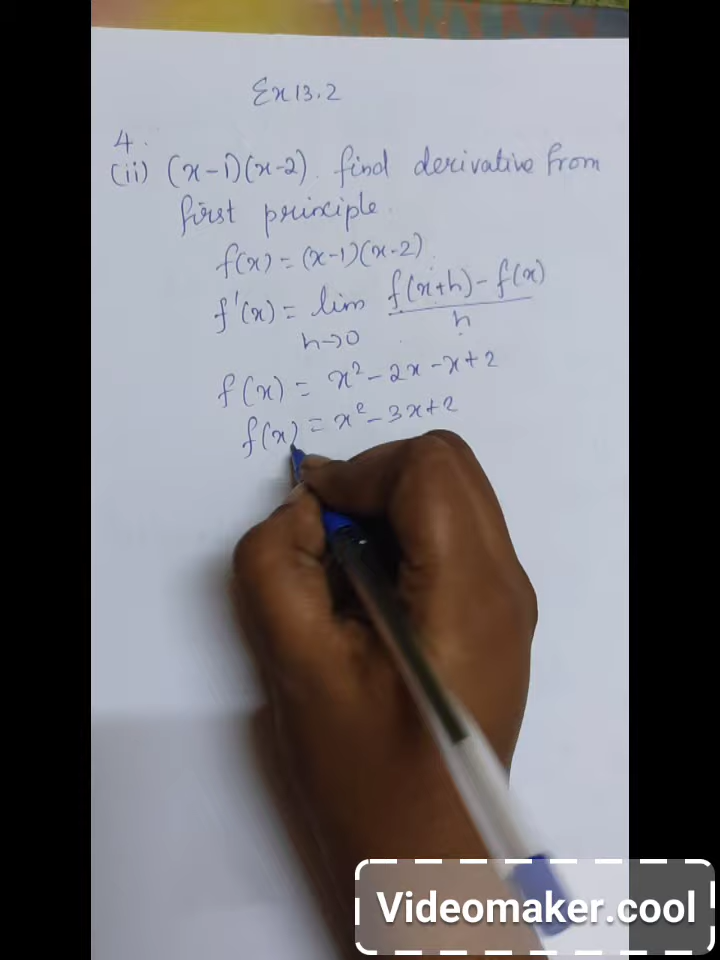 Ex 13.2
4.
(ii) (x-1)(x-2). find derivative from
first principle.
f(x) = (x-1)(x-2)
f'(x) = lim h→0 f(x+h) - f(x) / h
f(x) = x² - 2x - x + 2
f(x) = x² - 3x + 2
Videomaker.cool